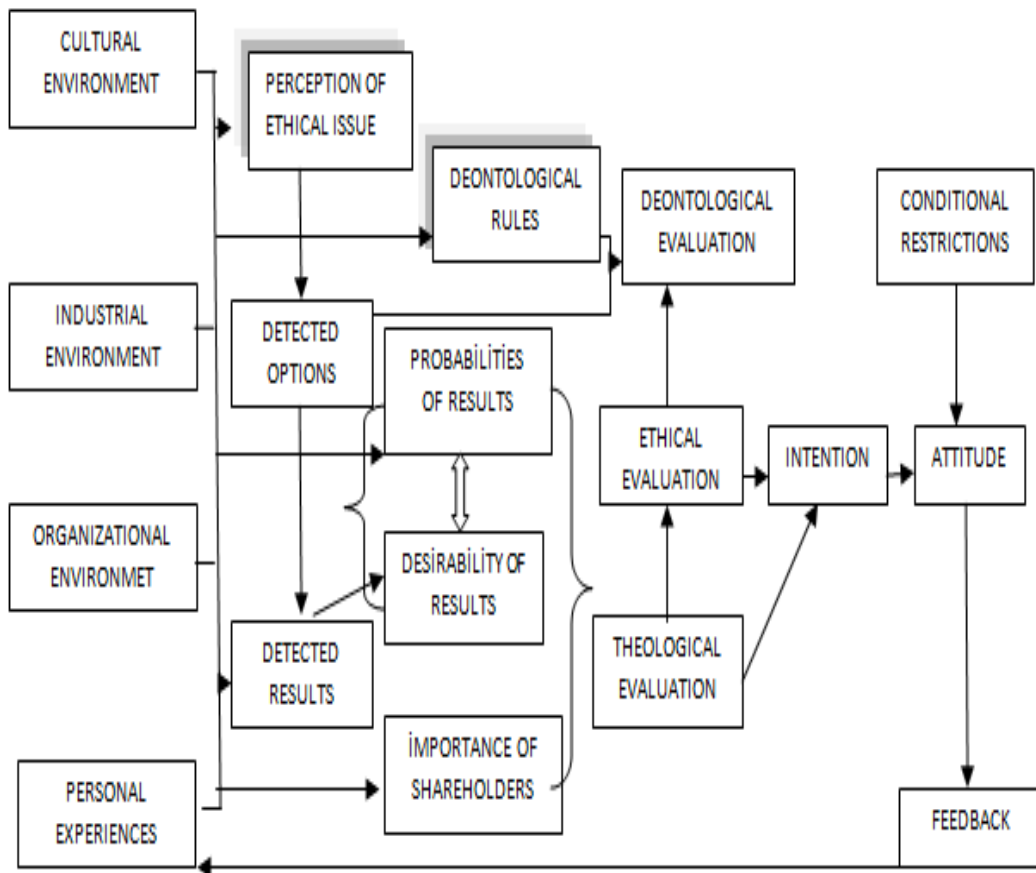 CULTURAL
ENVIRONMENT
PERCEPTION OF
ETHICAL ISSUE
DEONTOLOGICAL
RULES
DEONTOLOGICAL
EVALUATION
CONDITIONAL
RESTRICTIONS
INDUSTRIAL
ENVIRONMENT
DETECTED
OPTIONS
PROBABİLİTİES
OF RESULTS
ETHICAL
EVALUATION
INTENTION
ATTITUDE
ORGANIZATIONAL
ENVIRONMET
DESİRABİLİTY OF
RESULTS
DETECTED
RESULTS
THEOLOGICAL
EVALUATION
İMPORTANCE OF
SHAREHOLDERS
PERSONAL
EXPERIENCES
FEEDBACK